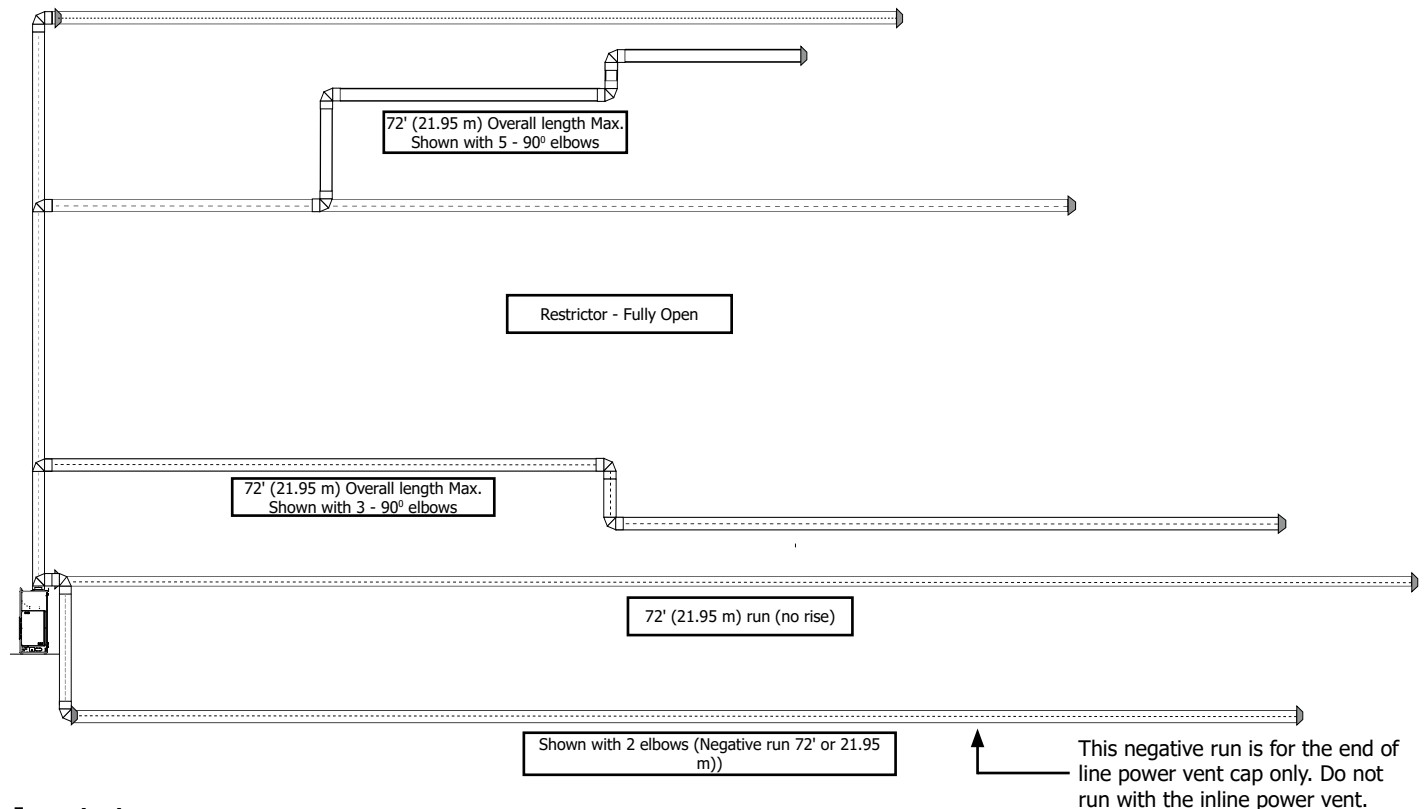 72' (21.95 m) Overall length Max.
Shown with 5 - 90⁰ elbows
Restrictor - Fully Open
72' (21.95 m) Overall length Max.
Shown with 3 - 90⁰ elbows
72' (21.95 m) run (no rise)
Shown with 2 elbows (Negative run 72' or 21.95
m))
This negative run is for the end of
line power vent cap only. Do not
run with the inline power vent.